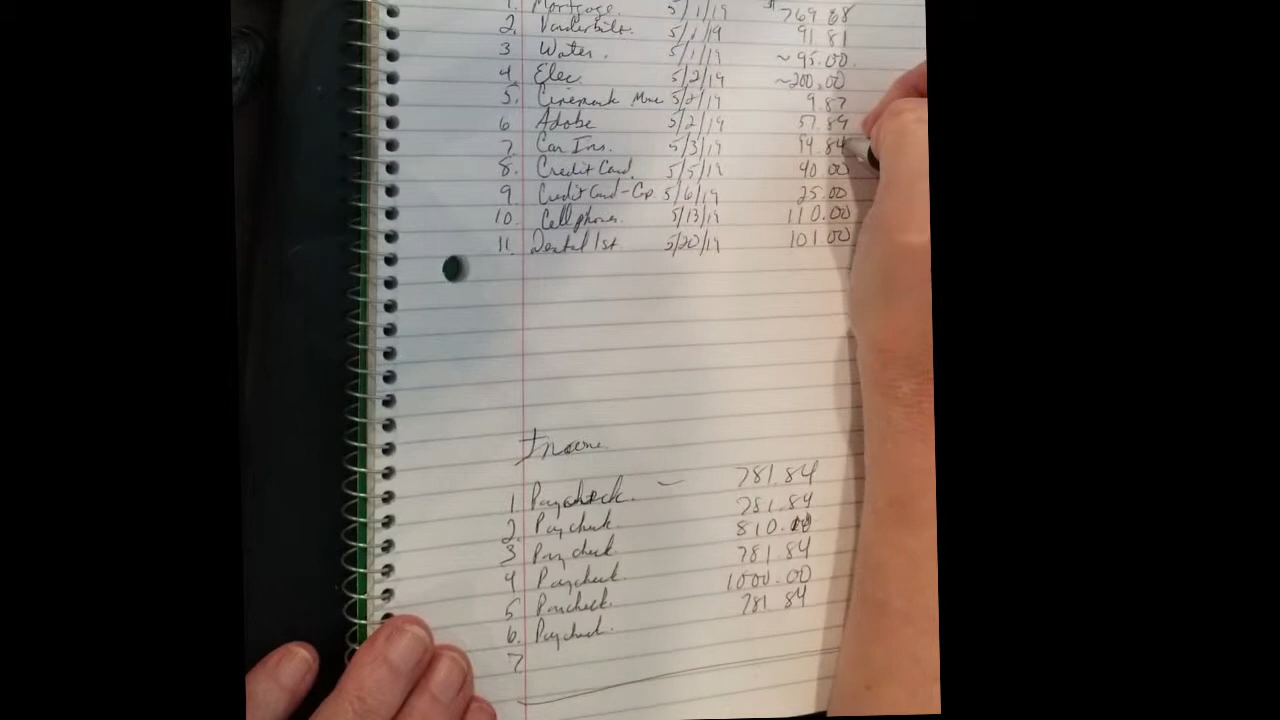 1. Mortgage. 5/1/19 $769 68
2. Vanderbilt. 5/1/19 91 81
3 Water. 5/1/19 ~95.00.
4 Elec. 5/2/19 ~200.00
5. Cinemark 5/2/19 9.87
6 Adobe 5/2/19 57.89
7. Car Ins. 5/3/19 94.84
8. Credit Card. 5/5/19 40.00
9. Credit Card-Cap 5/6/19 25.00
10. Cellphones. 5/13/19 110.00
11. Dental 1st 5/20/19 101 00
Income
1 Paycheck. – 781.84
2. Paycheck. 781.84
3 Paycheck. 810.00
4 Paycheck. 781 84
5 Paycheck. 1000.00
6. Paycheck. 781 84
7